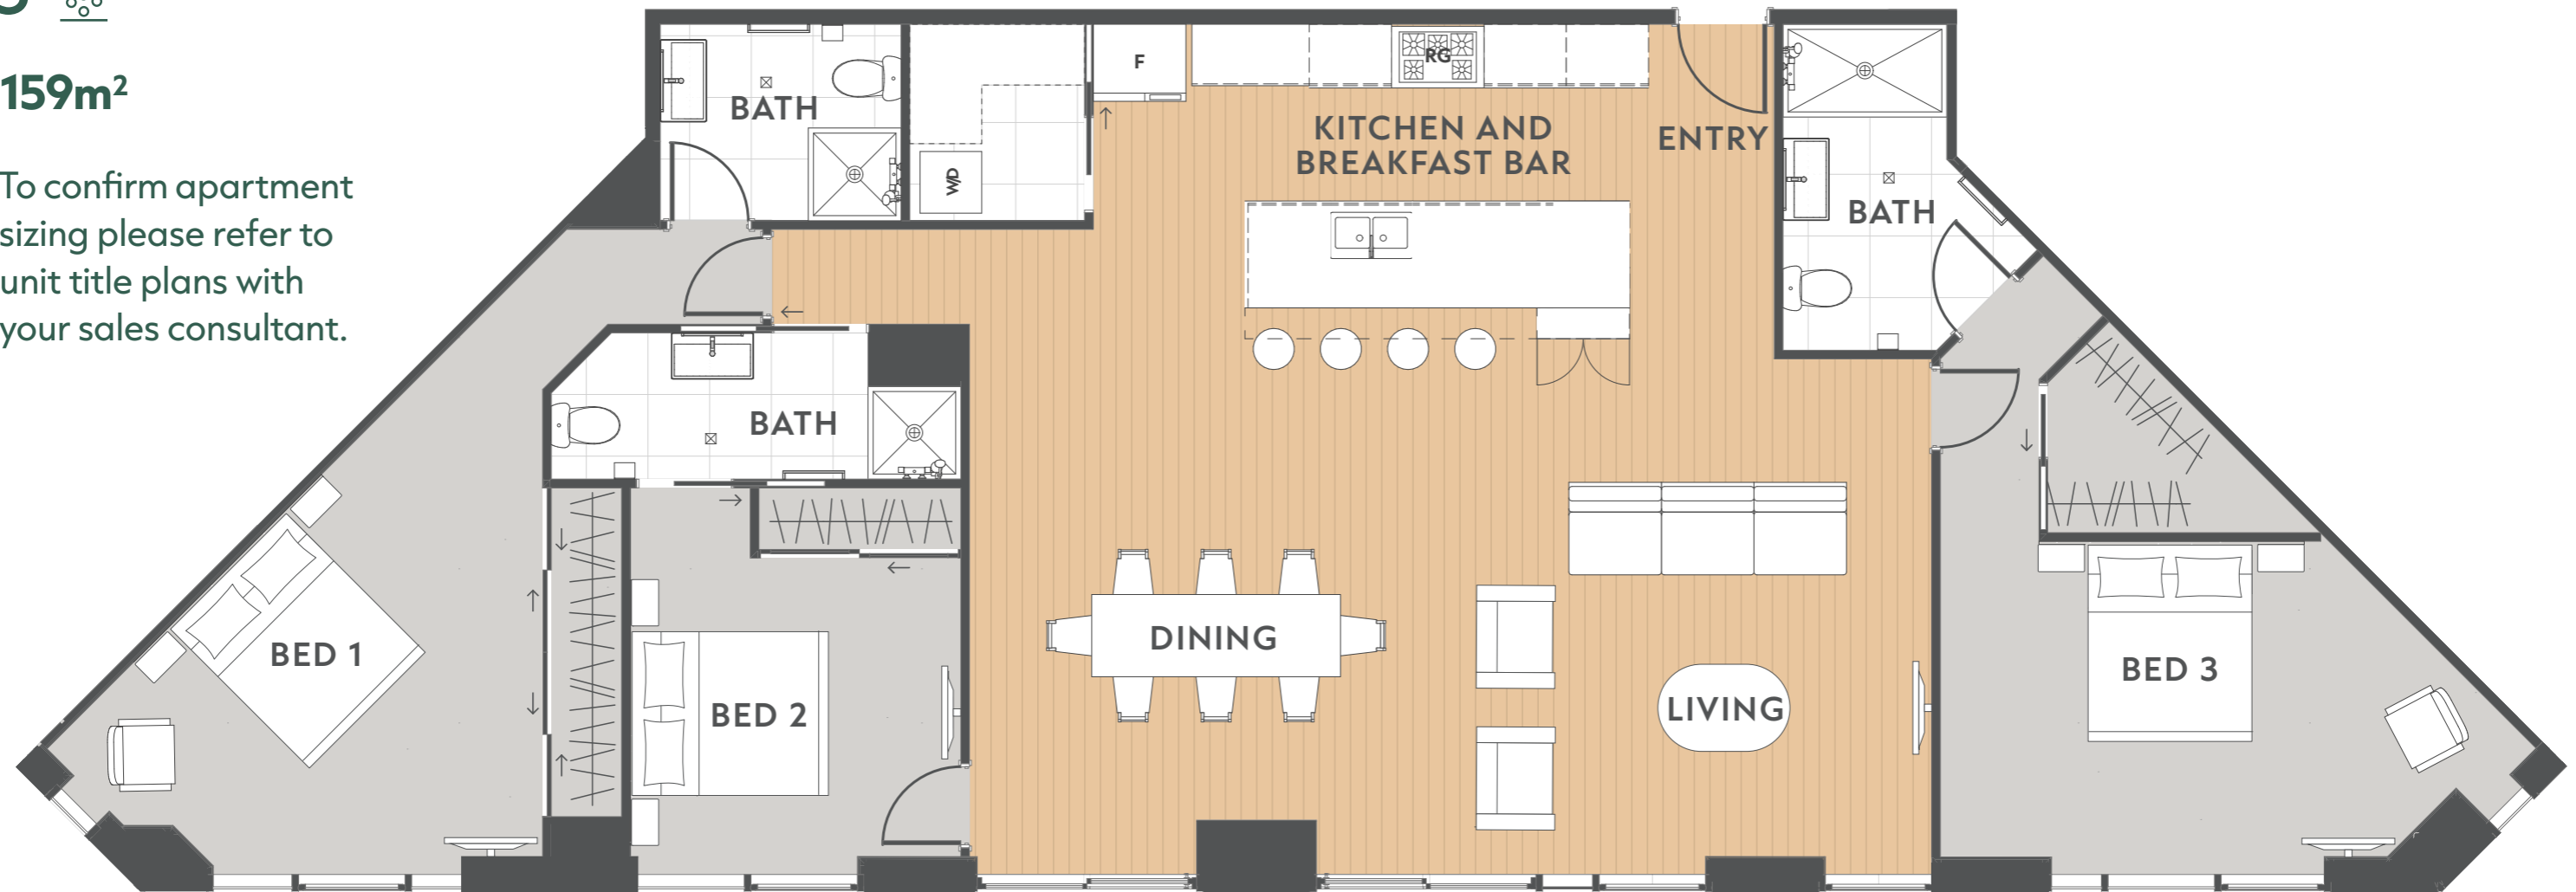 159m²
To confirm apartment
sizing please refer to
unit title plans with
your sales consultant.
BATH
F
RG
W/D
KITCHEN AND
BREAKFAST BAR
ENTRY
BATH
BATH
BED 1
BED 2
DINING
LIVING
BED 3